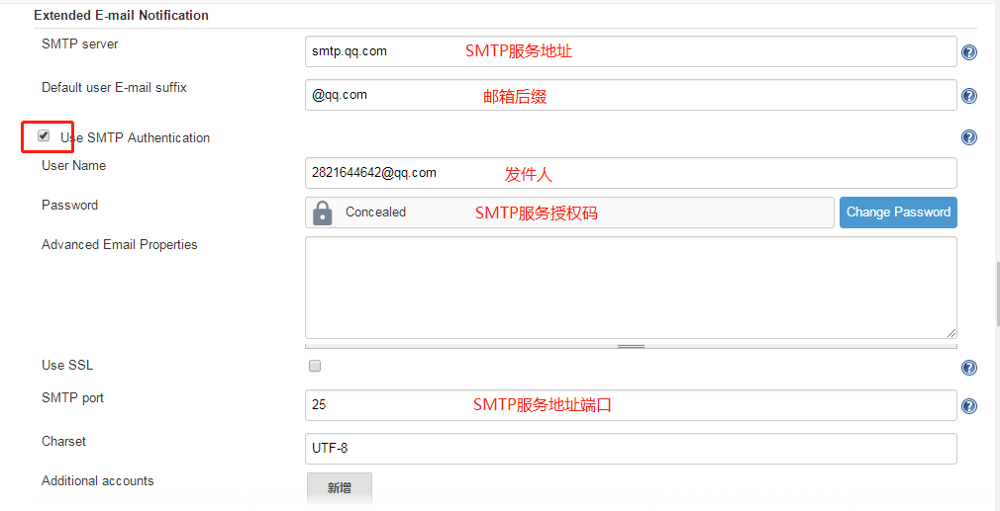 Extended E-mail Notification
SMTP server
smtp.qq.com SMTP服务地址
Default user E-mail suffix
@qq.com 邮箱后缀
Use SMTP Authentication
User Name
2821644642@qq.com 发件人
Password
Concealed SMTP服务授权码 Change Password
Advanced Email Properties
Use SSL
SMTP port
25 SMTP服务地址端口
Charset
UTF-8
Additional accounts
新增